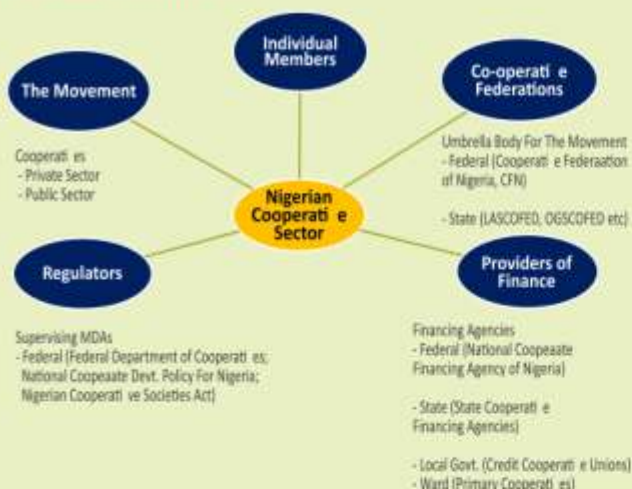 Individual
Members
The Movement
Co-operati e
Federations
Cooperati es
- Private Sector
- Public Sector
Umbrella Body For The Movement
- Federal (Cooperati e Federaation
of Nigeria, CFN)
- State (LASCOFED, OGSCOFED etc)
Nigerian
Cooperati e
Sector
Regulators
Providers of
Finance
Supervising MDAs
- Federal (Federal Department of Cooperati es;
National Coopeaate Devt. Policy For Nigeria;
Nigerian Cooperati ve Societies Act)
Financing Agencies
- Federal (National Coopeaate
Financing Agency of Nigeria)
- State (State Cooperati e
Financing Agencies)
- Local Govt. (Credit Cooperati e Unions)
- Ward (Primary Cooperati es)